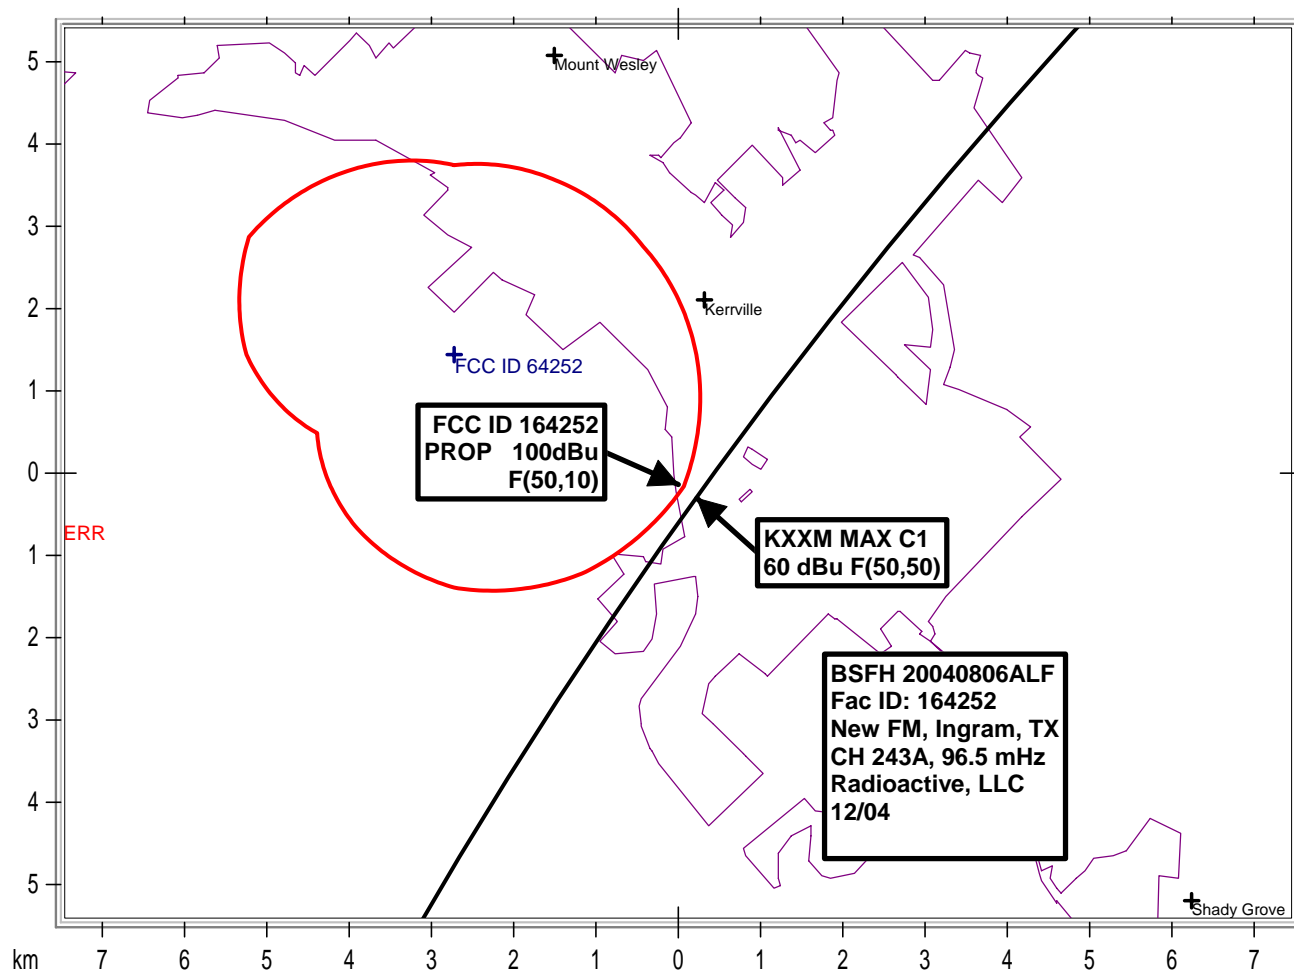 5
Mount Wesley
4
3
2
Kerrville
FCC ID 64252
1
FCC ID 164252
PROP 100dBu
F(50,10)
0
ERR
KXXM MAX C1
60 dBu F(50,50)
1
2
BSFH 20040806ALF
Fac ID: 164252
New FM, Ingram, TX
CH 243A, 96.5 mHz
Radioactive, LLC
12/04
3
4
5
Shady Grove
km 7 6 5 4 3 2 1 0 1 2 3 4 5 6 7